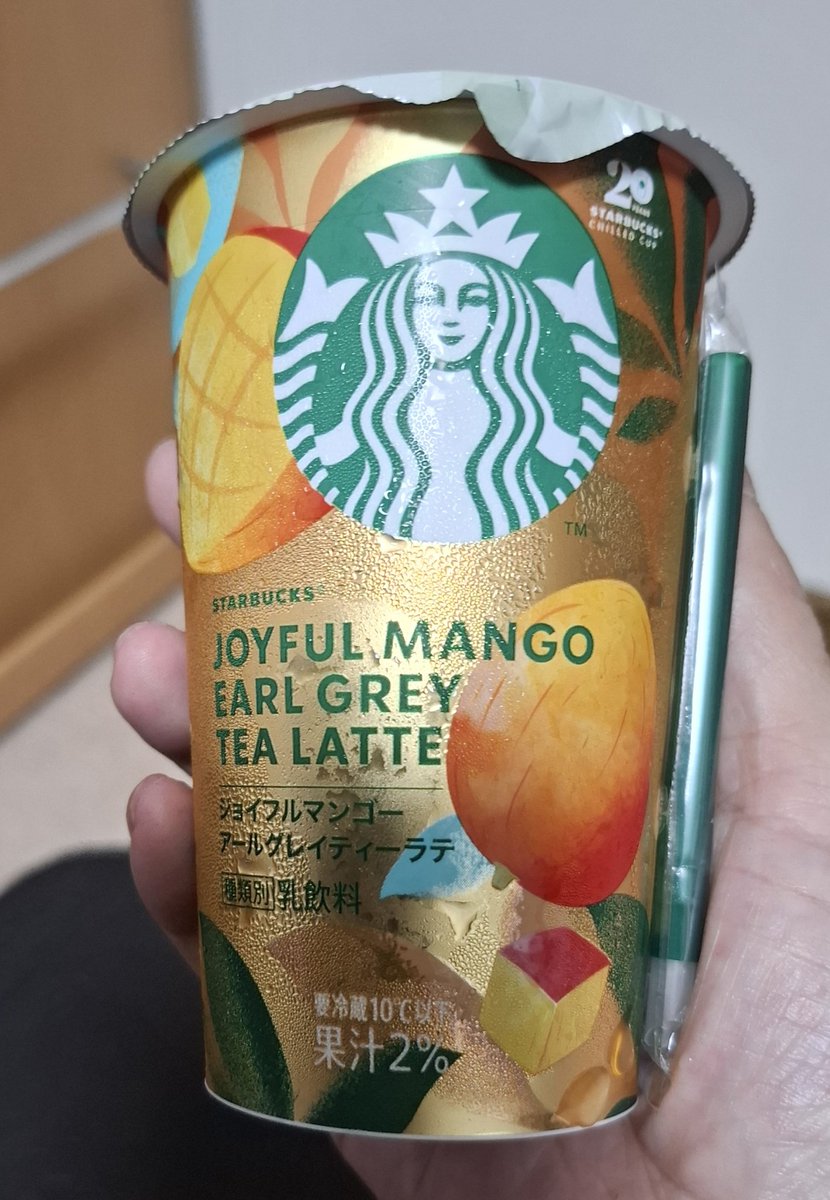 20
YEARS
STARBUCKS®
CHILLED CUP
TM
STARBUCKS®
JOYFUL MANGO
EARL GREY
TEA LATTE
ジョイフルマンゴー
アールグレイティーラテ
種類別 乳飲料
要冷蔵10℃以下
果汁2%